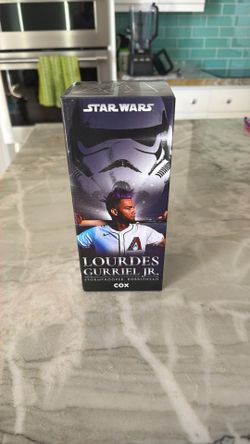 STAR WARS
A
LOURDES
GURRIEL JR.
STORMTROOPER BOBBLEHEAD
COX